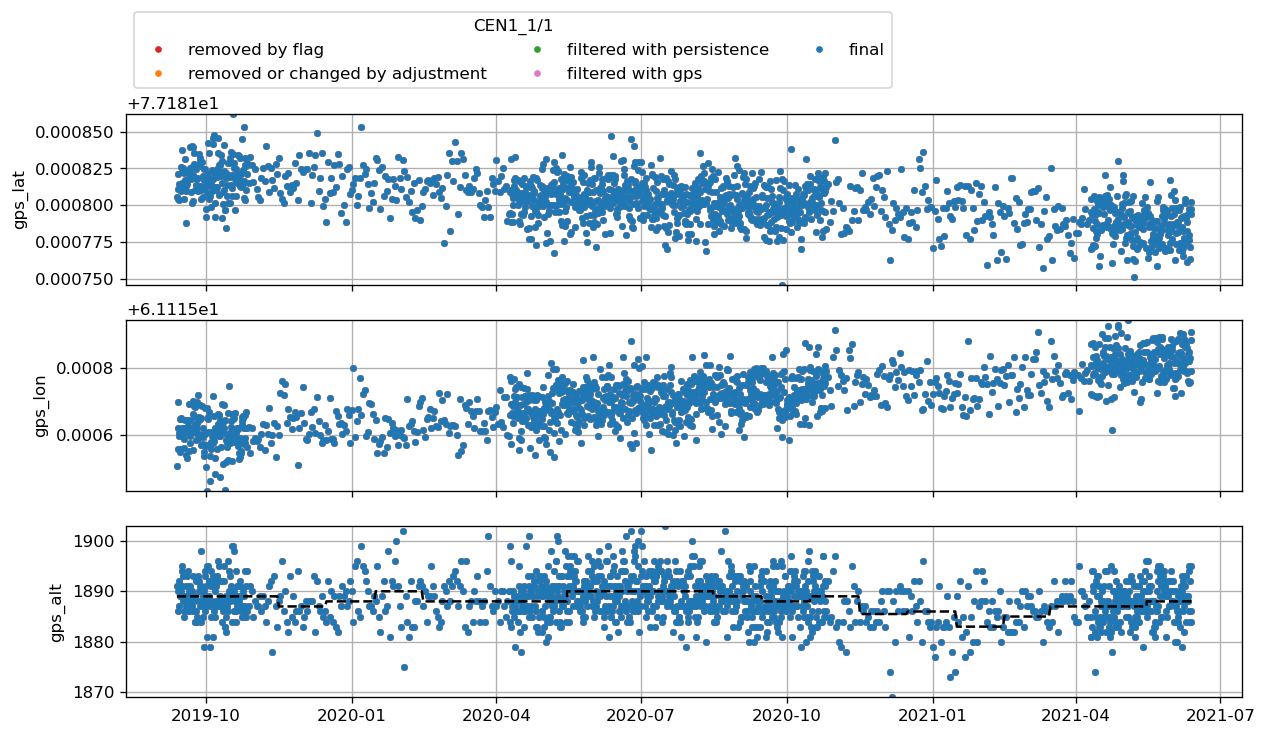 CEN1_1/1
removed by flag
filtered with persistence
final
removed or changed by adjustment
filtered with gps
+7.7181e1
0.000850
0.000825
0.000800
0.000775
0.000750
gps_lat
+6.1115e1
0.0008
0.0006
gps_lon
1900
1890
1880
1870
gps_alt
2019-10
2020-01
2020-04
2020-07
2020-10
2021-01
2021-04
2021-07